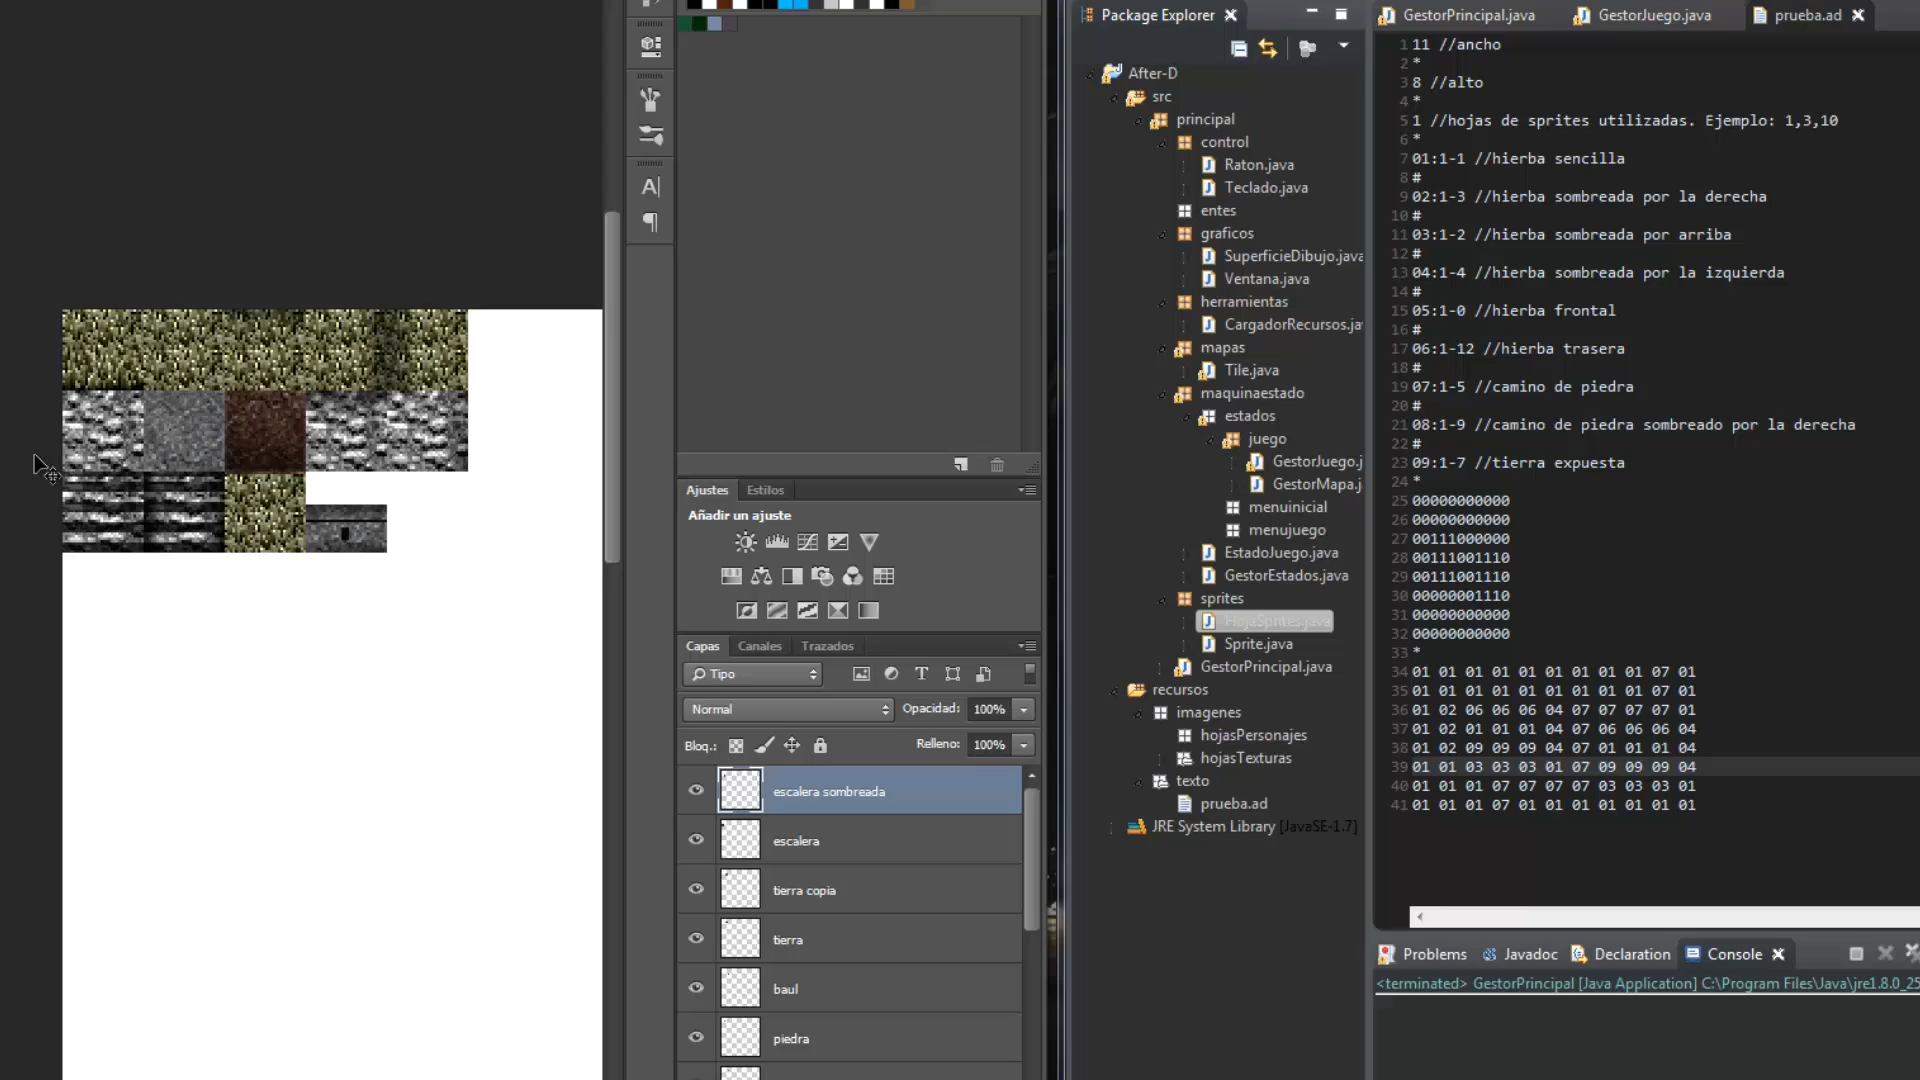 Ajustes Estilos
Añadir un ajuste
Capas Canales Trazados
Tipo
Normal Opacidad: 100%
Bloq.: Relleno: 100%
escalera sombreada
escalera
tierra copia
tierra
baul
piedra
Package Explorer
After-D
src
principal
control
Raton.java
Teclado.java
entes
graficos
SuperficieDibujo.java
Ventana.java
herramientas
CargadorRecursos.ja
mapas
Tile.java
maquinaestado
estados
juego
GestorJuego.j
GestorMapa.j
menuinicial
menujuego
EstadoJuego.java
GestorEstados.java
sprites
HojaSprites.java
Sprite.java
GestorPrincipal.java
recursos
imagenes
hojasPersonajes
hojasTexturas
texto
prueba.ad
JRE System Library [JavaSE-1.7]
GestorPrincipal.java GestorJuego.java prueba.ad
1 11 //ancho
2 *
3 8 //alto
4 *
5 1 //hojas de sprites utilizadas. Ejemplo: 1,3,10
6 *
7 01:1-1 //hierba sencilla
8 #
9 02:1-3 //hierba sombreada por la derecha
10 #
11 03:1-2 //hierba sombreada por arriba
12 #
13 04:1-4 //hierba sombreada por la izquierda
14 #
15 05:1-0 //hierba frontal
16 #
17 06:1-12 //hierba trasera
18 #
19 07:1-5 //camino de piedra
20 #
21 08:1-9 //camino de piedra sombreado por la derecha
22 #
23 09:1-7 //tierra expuesta
24 *
25 00000000000
26 00000000000
27 00111000000
28 00111001110
29 00111001110
30 00000001110
31 00000000000
32 00000000000
33 *
34 01 01 01 01 01 01 01 01 01 07 01
35 01 01 01 01 01 01 01 01 01 07 01
36 01 02 06 06 06 04 07 07 07 07 01
37 01 02 01 01 01 04 07 06 06 06 04
38 01 02 09 09 09 04 07 01 01 01 04
39 01 01 03 03 03 01 07 09 09 09 04
40 01 01 01 07 07 07 07 03 03 03 01
41 01 01 01 07 01 01 01 01 01 01 01
Problems Javadoc Declaration Console
<terminated> GestorPrincipal [Java Application] C:\Program Files\Java\jre1.8.0_25